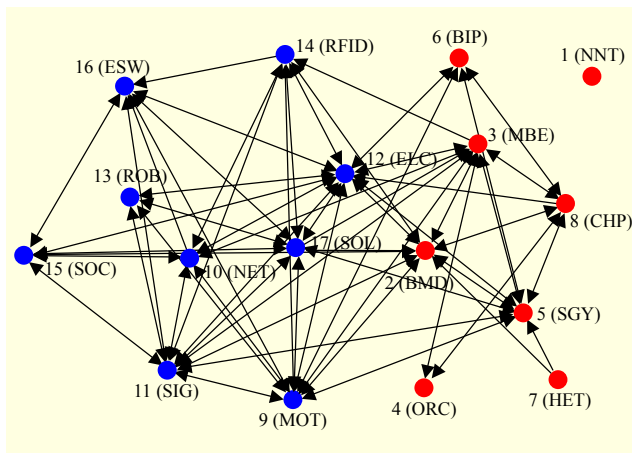 6 (BIP)
14 (RFID)
1 (NNT)
16 (ESW)
3 (MBE)
12 (ELC)
13 (ROB)
8 (CHP)
17 (SOL)
15 (SOC)
10 (NET)
2 (BMD)
5 (SGY)
11 (SIG)
7 (HET)
4 (ORC)
9 (MOT)